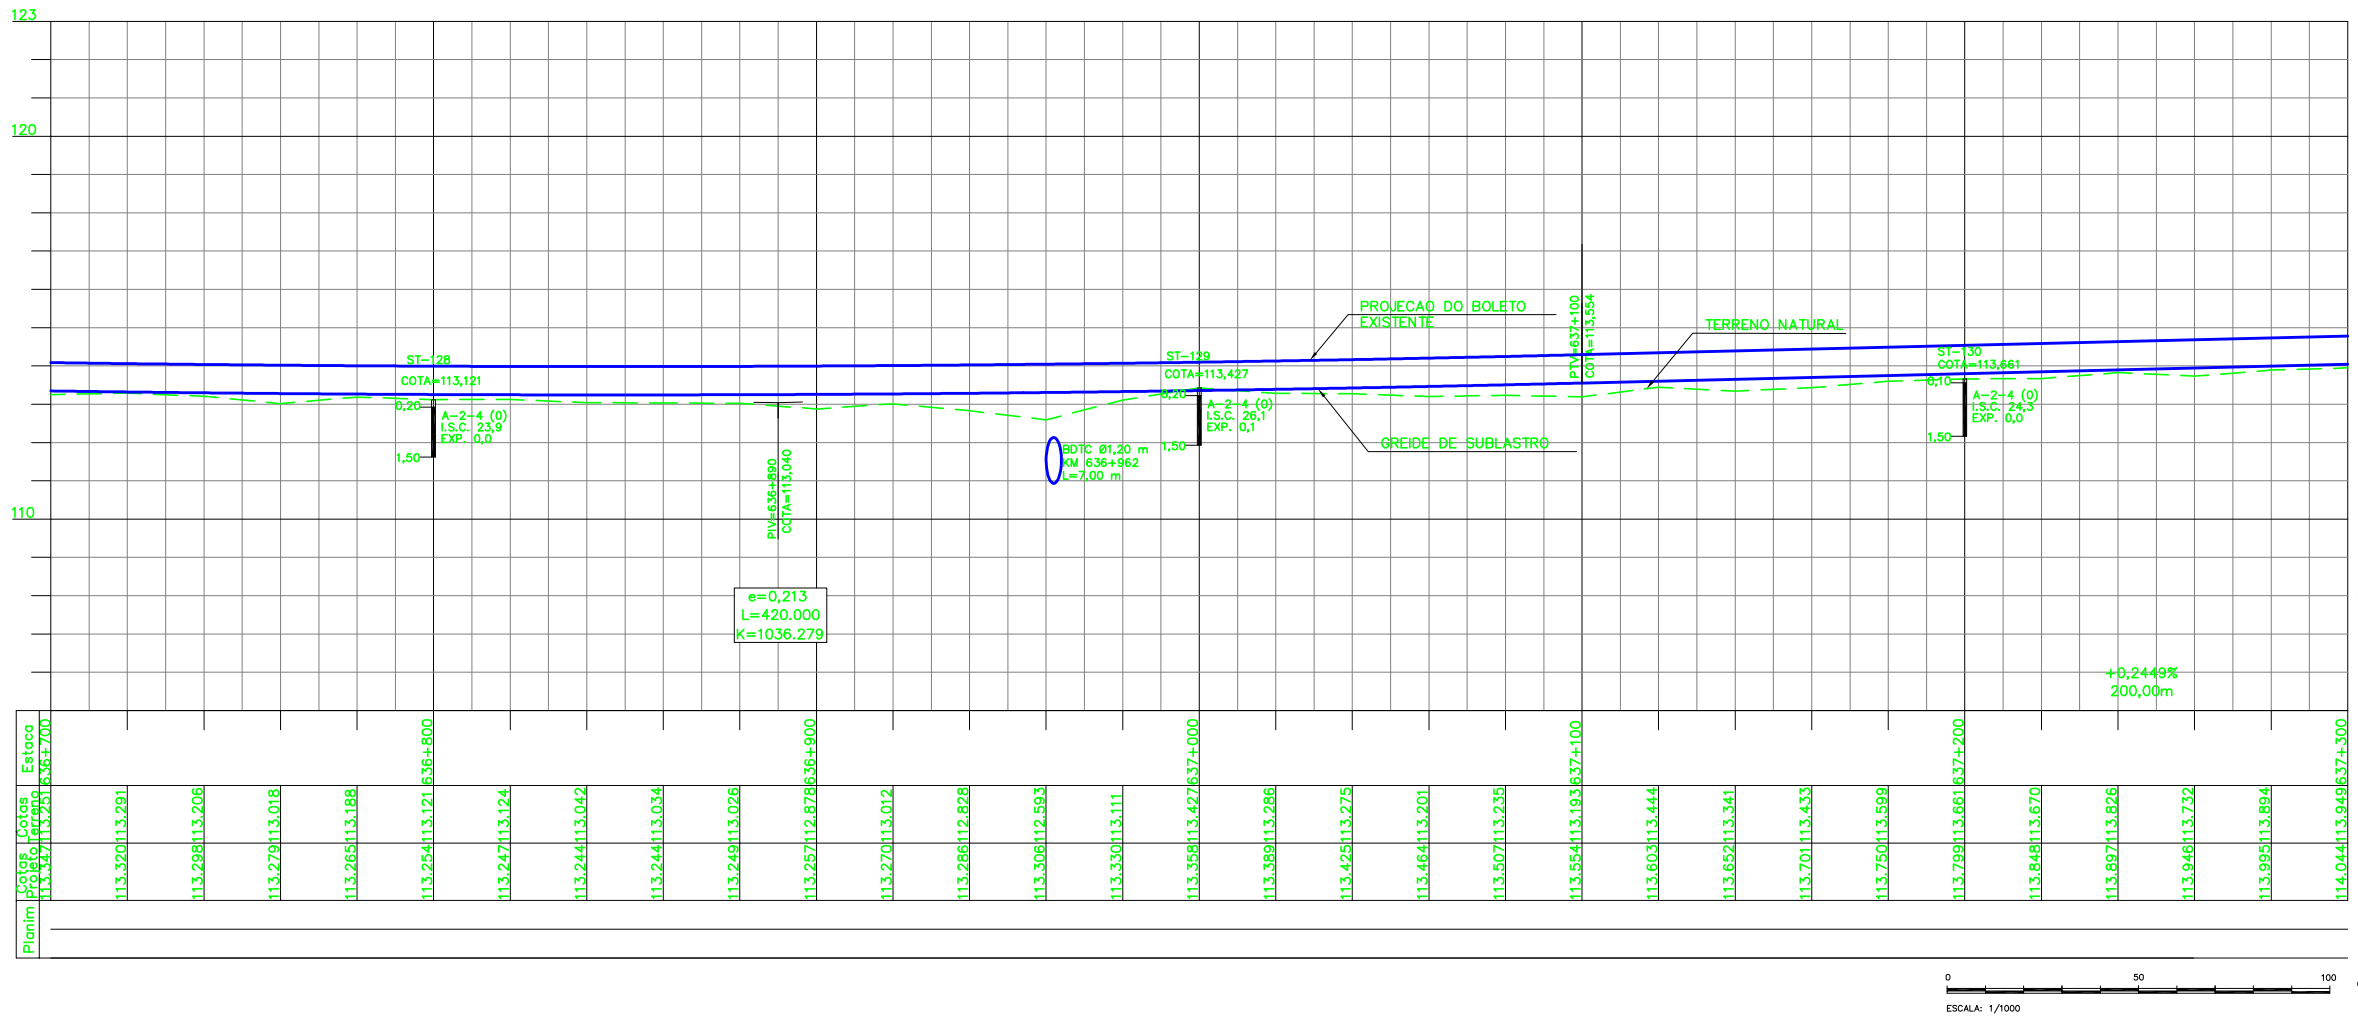 123
120
110
PROJECAO DO BOLETO
EXISTENTE
TERRENO NATURAL
GREIDE DE SUBLASTRO
ST-128
COTA=113,121
0,20
A-2-4 (0)
I.S.C. 23,9
EXP. 0,0
1,50
ST-129
COTA=113,427
0,20
A-2-4 (0)
I.S.C. 26,1
EXP. 0,1
1,50
ST-130
COTA=113,661
0,10
A-2-4 (0)
I.S.C. 24,3
EXP. 0,0
1,50
PTV=637+100
COTA=113,554
PIV=636+890
COTA=113,040
BDTC Ø1,20 m
KM 636+962
L=7,00 m
e=0,213
L=420.000
K=1036.279
+0,2449%
200,00m
Estaca
636+700
636+800
636+900
637+000
637+100
637+200
637+300
Cotas
Terreno
113.251
113.291
113.206
113.018
113.188
113.121
113.124
113.042
113.034
113.026
112.878
113.012
112.828
112.593
113.111
113.427
113.286
113.275
113.201
113.235
113.193
113.444
113.341
113.433
113.599
113.661
113.670
113.826
113.732
113.894
113.949
Cotas
Projeto
113.347
113.320
113.298
113.279
113.265
113.254
113.247
113.244
113.244
113.249
113.257
113.270
113.286
113.306
113.330
113.358
113.389
113.425
113.464
113.507
113.554
113.603
113.652
113.701
113.750
113.799
113.848
113.897
113.946
113.995
114.044
Planim
0 50 100
ESCALA: 1/1000